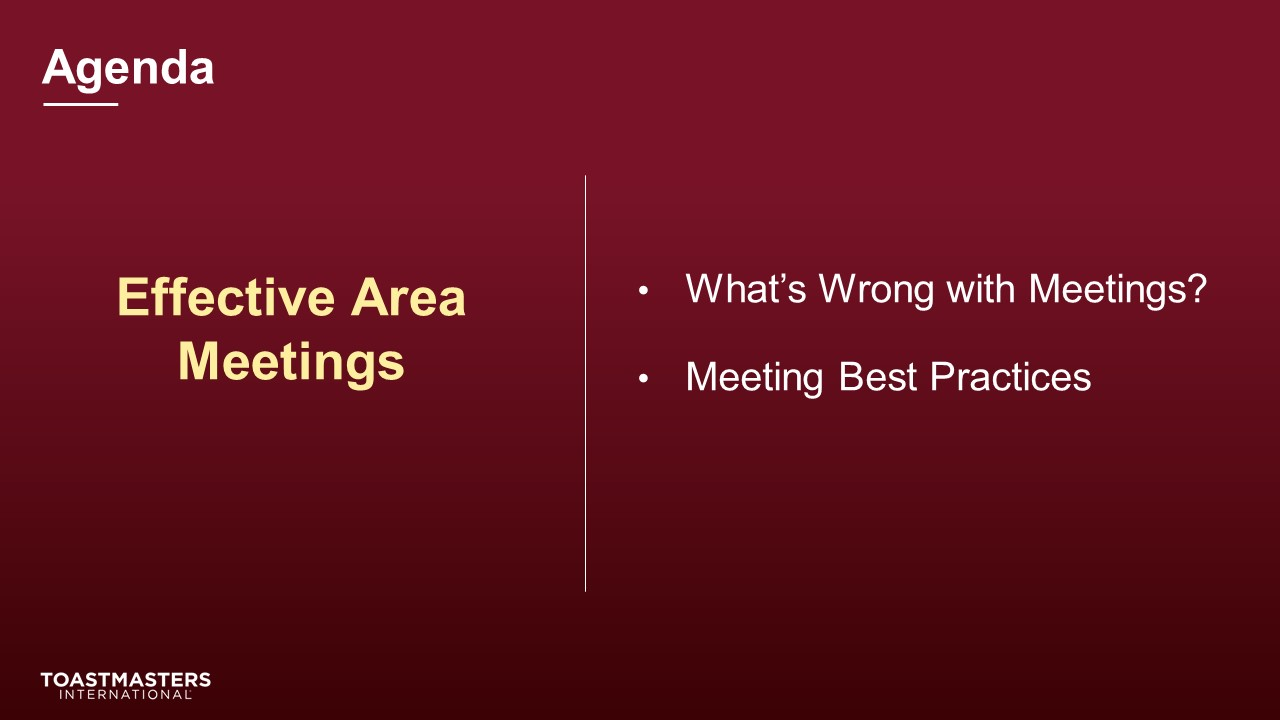 Agenda
Effective Area
Meetings
• What’s Wrong with Meetings?
• Meeting Best Practices
TOASTMASTERS
INTERNATIONAL